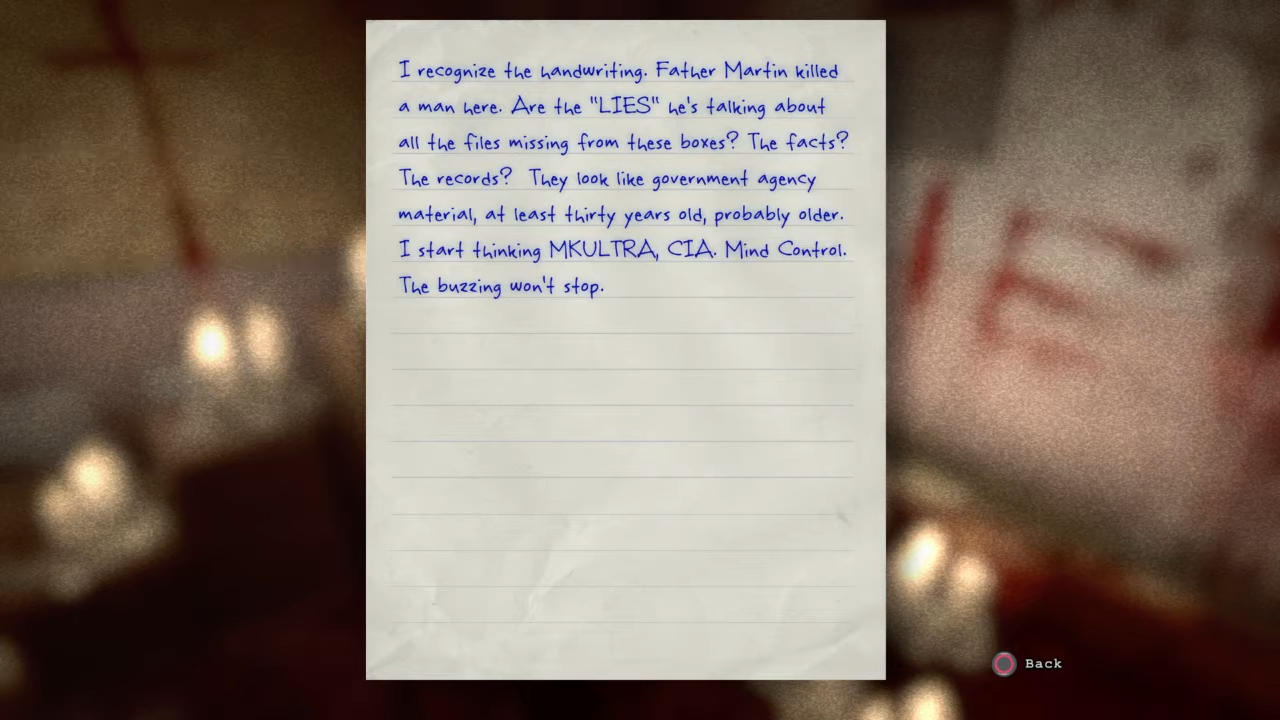 I recognize the handwriting. Father Martin killed
a man here. Are the "LIES" he's talking about
all the files missing from these boxes? The facts?
The records?  They look like government agency
material, at least thirty years old, probably older.
I start thinking MKULTRA, CIA. Mind Control.
The buzzing won't stop.
Back